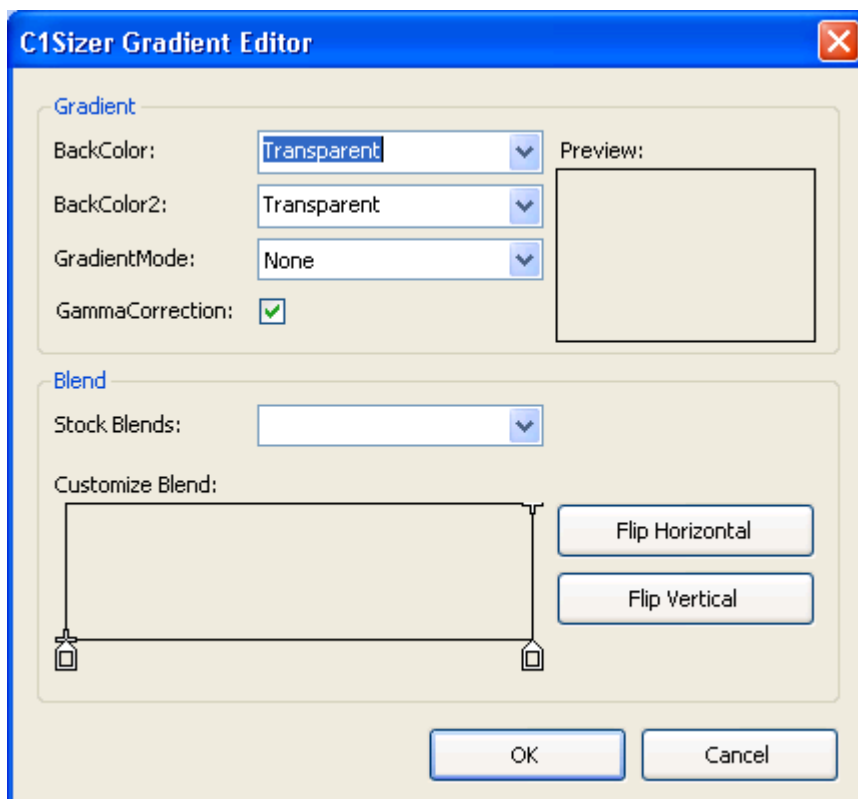 C1Sizer Gradient Editor
Gradient
BackColor: Transparent
Preview:
BackColor2: Transparent
GradientMode: None
GammaCorrection:
Blend
Stock Blends:
Customize Blend:
Flip Horizontal
Flip Vertical
OK Cancel